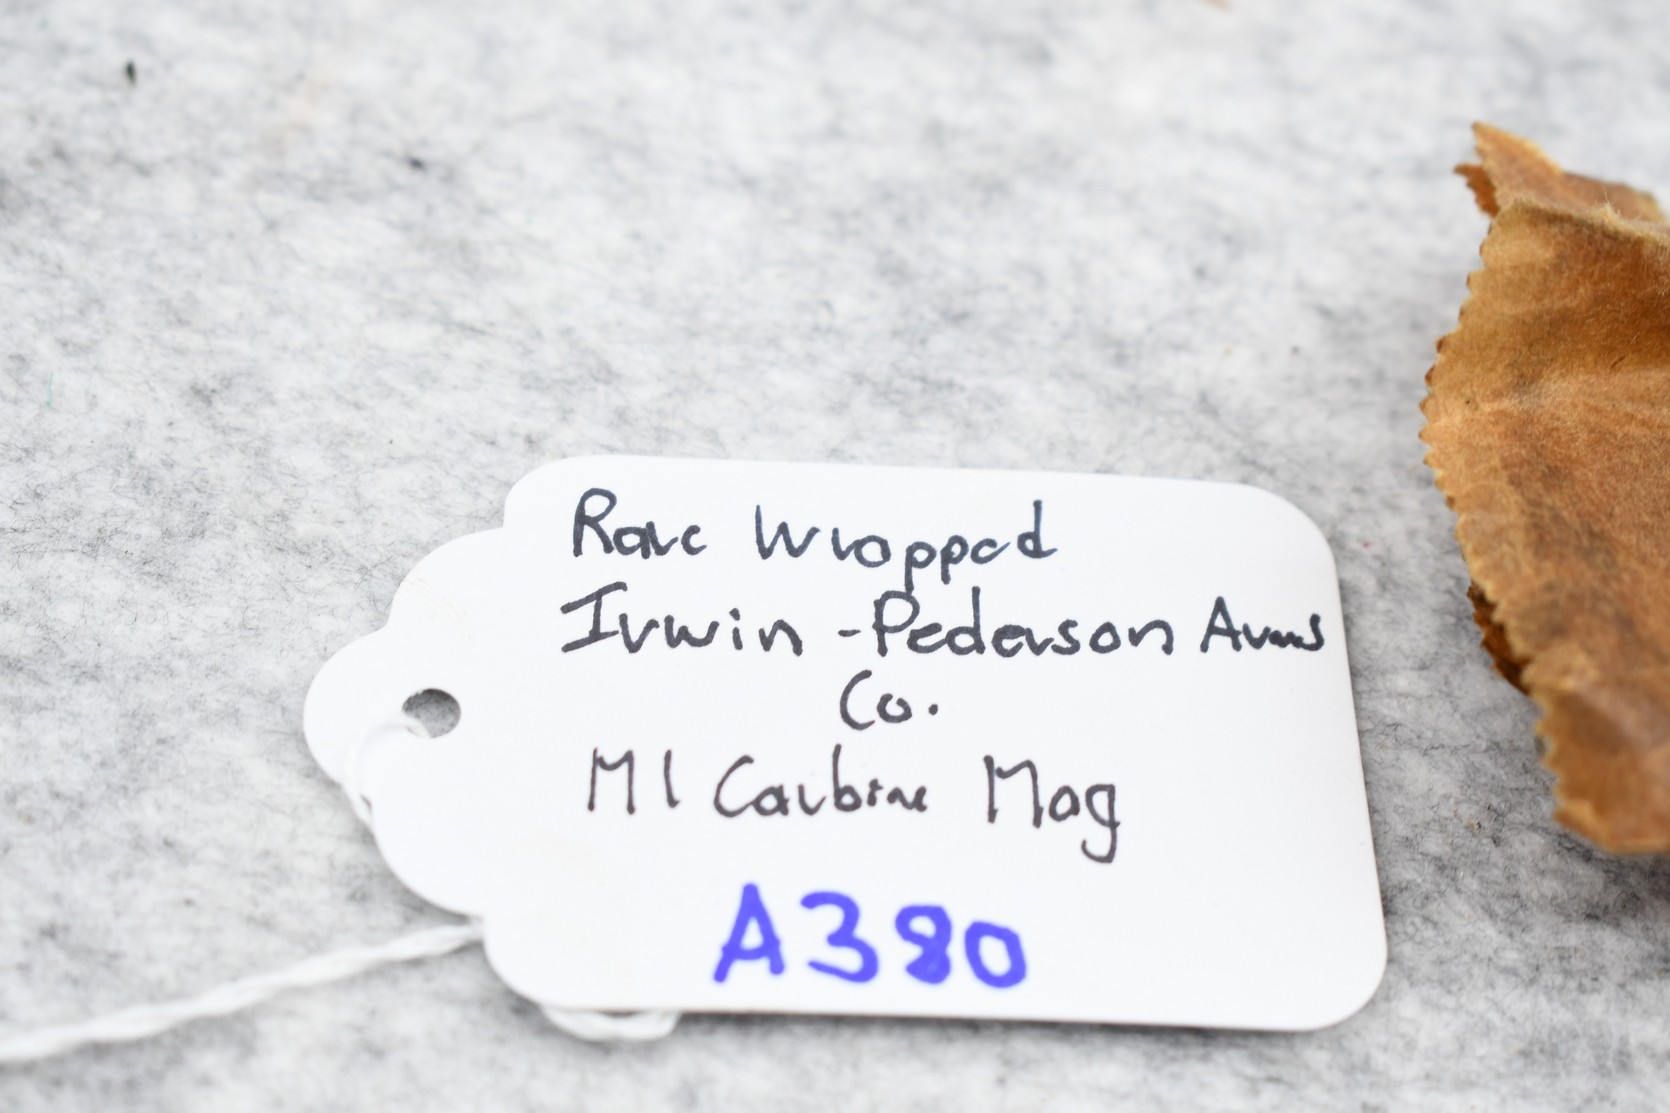 Rare Wrapped
Irwin-Pederson Arms
Co.
M1 Carbine Mag
A380